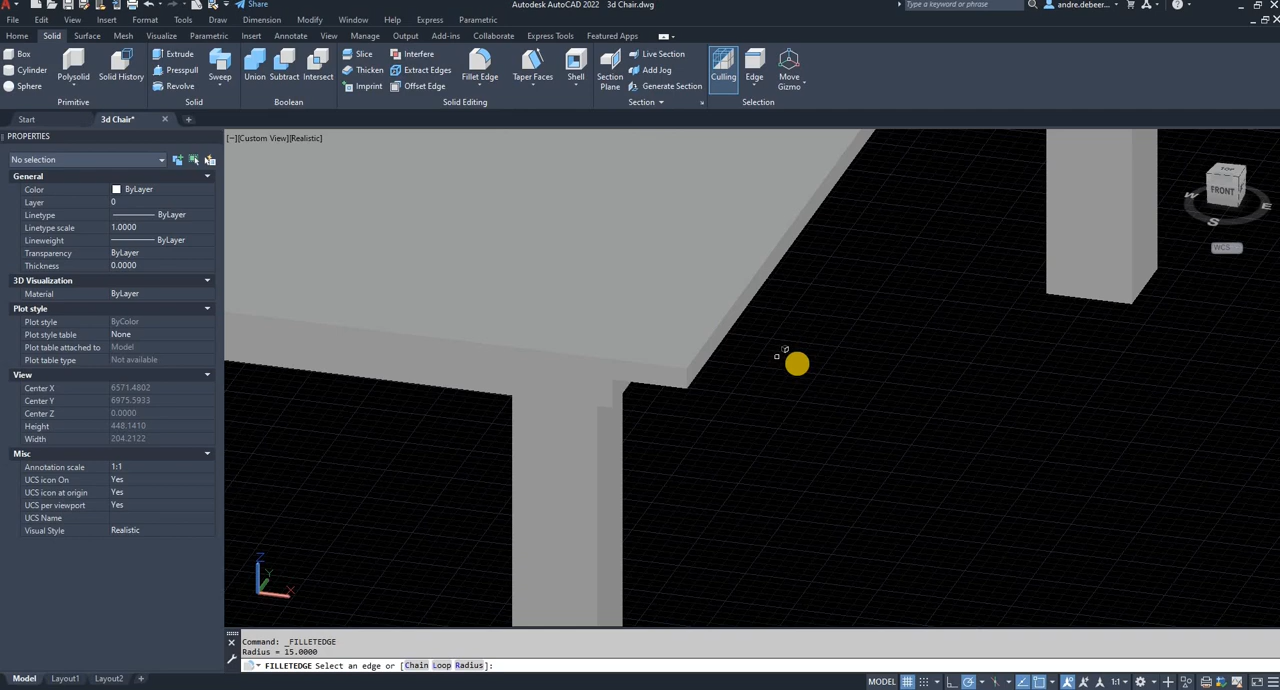 Share
Autodesk AutoCAD 2022   3d Chair.dwg
Type a keyword or phrase
andre.debeer...
File Edit View Insert Format Tools Draw Dimension Modify Window Help Express Parametric
Home Solid Surface Mesh Visualize Parametric Insert Annotate View Manage Output Add-ins Collaborate Express Tools Featured Apps
Box
Cylinder
Sphere
Polysolid
Solid History
Primitive
Extrude
Presspull
Revolve
Sweep
Solid
Union
Subtract
Intersect
Boolean
Slice
Thicken
Imprint
Interfere
Extract Edges
Offset Edge
Fillet Edge
Taper Faces
Shell
Solid Editing
Section
Plane
Live Section
Add Jog
Generate Section
Section
Culling
Edge
Move
Gizmo
Selection
Start
3d Chair*
PROPERTIES
No selection
General
Color ByLayer
Layer 0
Linetype ByLayer
Linetype scale 1.0000
Lineweight ByLayer
Transparency ByLayer
Thickness 0.0000
3D Visualization
Material ByLayer
Plot style
Plot style ByColor
Plot style table None
Plot table attached to Model
Plot table type Not available
View
Center X 6571.4802
Center Y 6975.5933
Center Z 0.0000
Height 448.1410
Width 204.2122
Misc
Annotation scale 1:1
UCS icon On Yes
UCS icon at origin Yes
UCS per viewport Yes
UCS Name
Visual Style Realistic
[−][Custom View][Realistic]
TOP
FRONT
W
S
E
WCS
Z
Y
X
Command: _FILLETEDGE
Radius = 15.0000
FILLETEDGE Select an edge or [Chain Loop Radius]:
Model Layout1 Layout2 +
MODEL
1:1